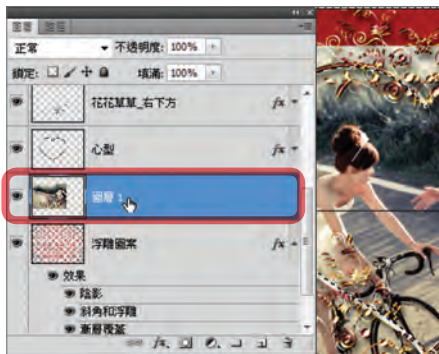 圖層 路徑
正常 不透明度: 100%
鎖定: 填滿: 100%
花花草草_右下方 fx
心型 fx
圖層 1
浮雕圖案 fx
效果
陰影
斜角和浮雕
漸層覆蓋
fx.